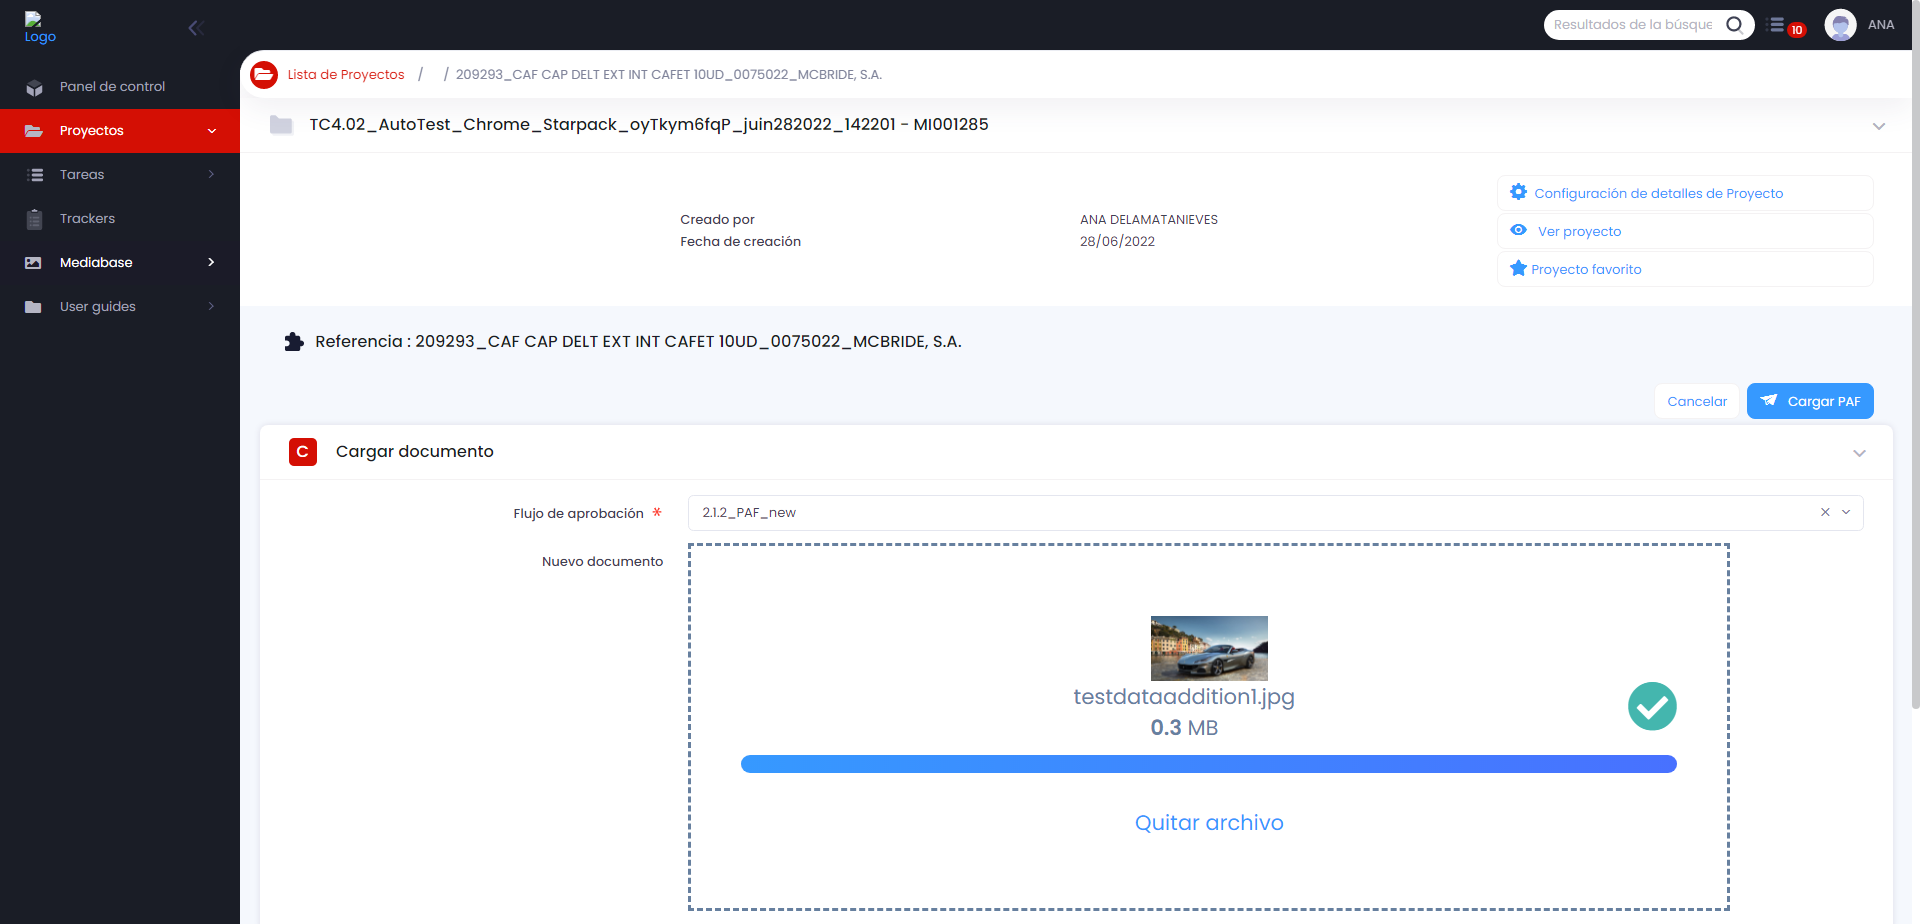 Logo
Resultados de la búsque
10
ANA
Panel de control
Proyectos
Tareas
Trackers
Mediabase
User guides
Lista de Proyectos / / 209293_CAF CAP DELT EXT INT CAFET 10UD_0075022_MCBRIDE, S.A.
TC4.02_AutoTest_Chrome_Starpack_oyTkym6fqP_juin282022_142201 - MI001285
Creado por ANA DELAMATANIEVES
Fecha de creación 28/06/2022
Configuración de detalles de Proyecto
Ver proyecto
Proyecto favorito
Referencia : 209293_CAF CAP DELT EXT INT CAFET 10UD_0075022_MCBRIDE, S.A.
Cancelar
Cargar PAF
C Cargar documento
Flujo de aprobación * 2.1.2_PAF_new
Nuevo documento
testdataaddition1.jpg
0.3 MB
Quitar archivo